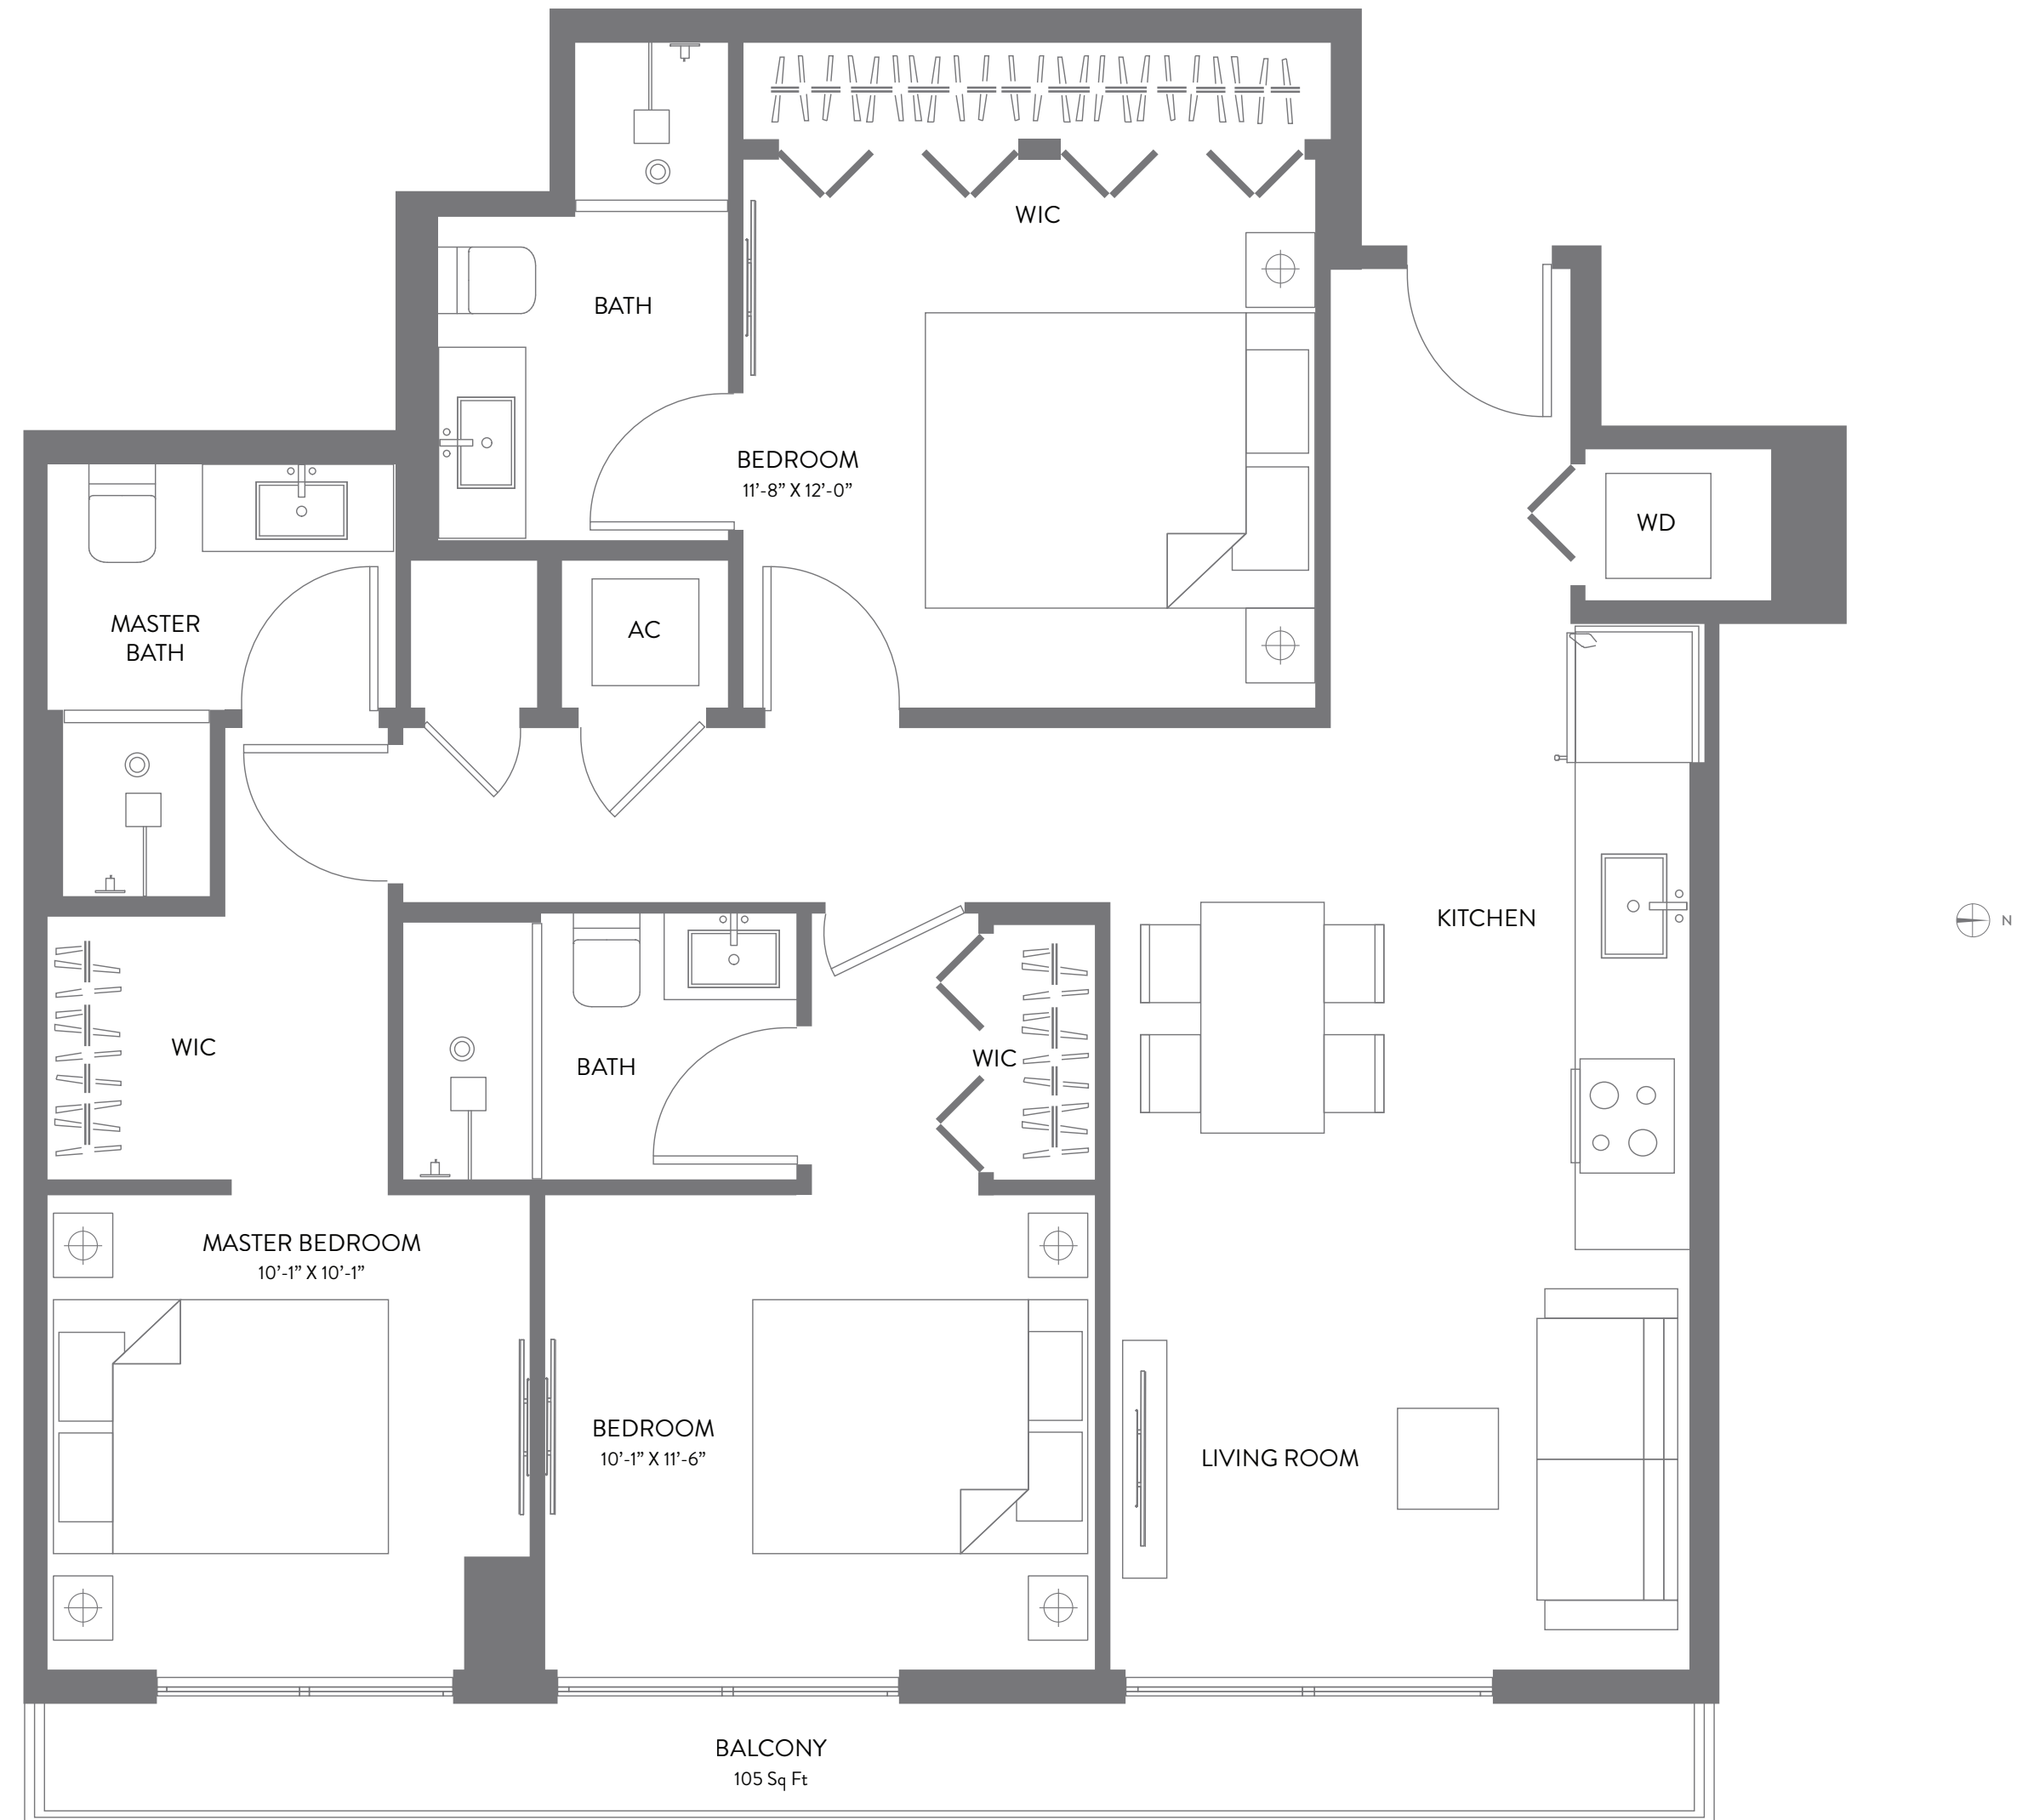 WIC
BATH
BEDROOM
11’-8” X 12’-0”
WD
MASTER
BATH
AC
KITCHEN
N
WIC
BATH
WIC
MASTER BEDROOM
10’-1” X 10’-1”
BEDROOM
10’-1” X 11’-6”
LIVING ROOM
BALCONY
105 Sq Ft